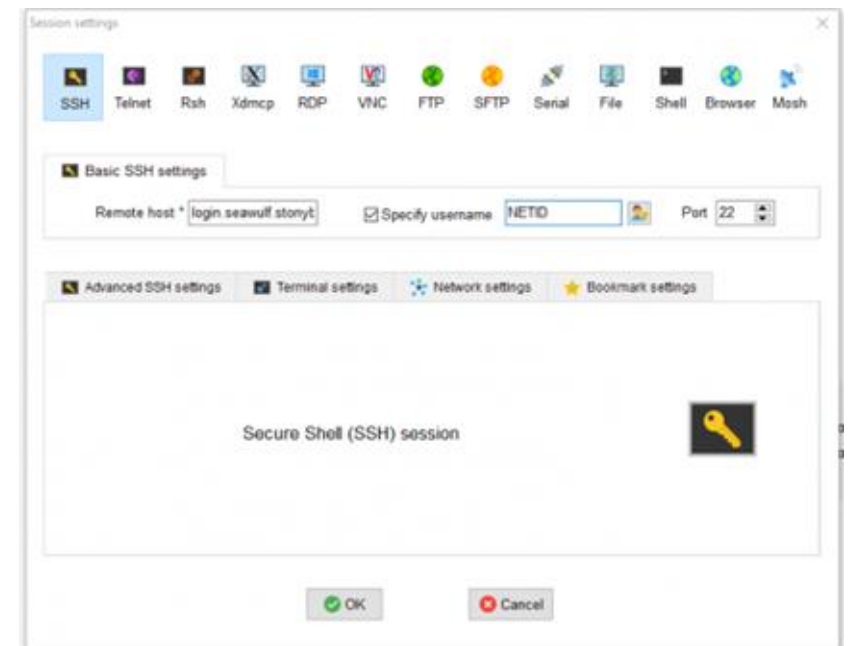 Session settings
SSH Telnet Rsh Xdmcp RDP VNC FTP SFTP Serial File Shell Browser Mosh
Basic SSH settings
Remote host * login.seawulf.stonyb Specify username NETID Port 22
Advanced SSH settings Terminal settings Network settings Bookmark settings
Secure Shell (SSH) session
OK Cancel